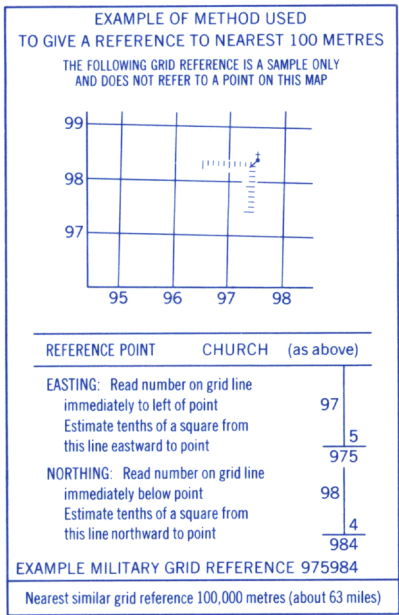 EXAMPLE OF METHOD USED
TO GIVE A REFERENCE TO NEAREST 100 METRES
THE FOLLOWING GRID REFERENCE IS A SAMPLE ONLY
AND DOES NOT REFER TO A POINT ON THIS MAP
99
98
97
95 96 97 98
REFERENCE POINT CHURCH (as above)
EASTING: Read number on grid line
immediately to left of point 97
Estimate tenths of a square from
this line eastward to point 5
975
NORTHING: Read number on grid line
immediately below point 98
Estimate tenths of a square from
this line northward to point 4
984
EXAMPLE MILITARY GRID REFERENCE 975984
Nearest similar grid reference 100,000 metres (about 63 miles)